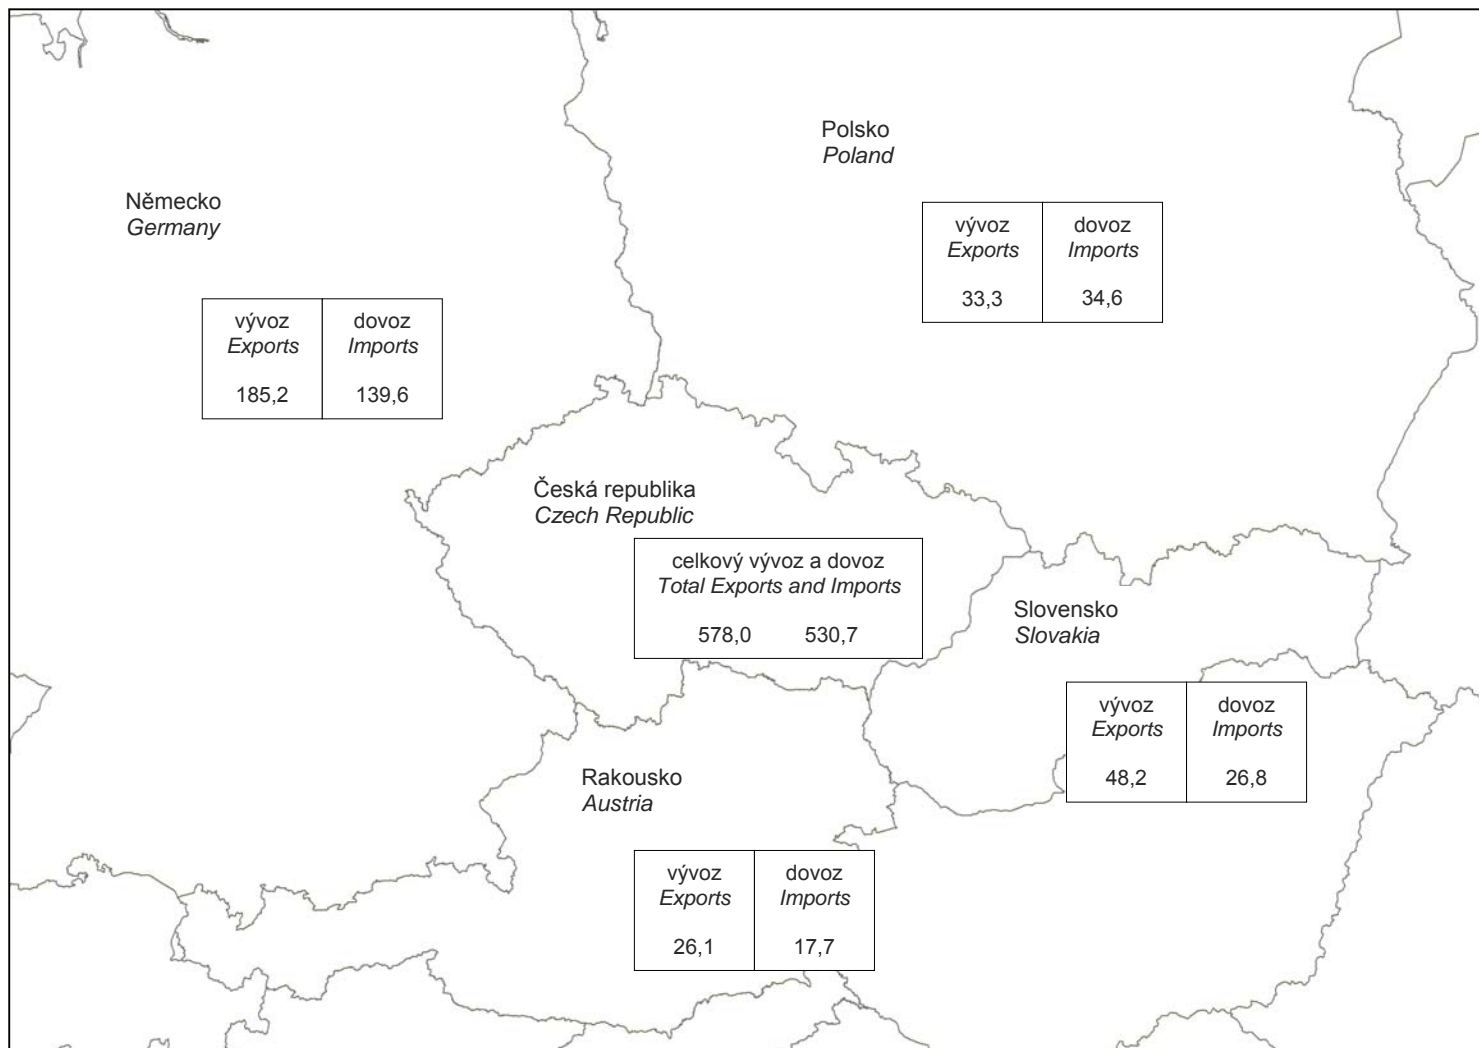 Polsko
Poland
Německo
Germany
vývoz dovoz
Exports Imports
33,3 34,6
vývoz dovoz
Exports Imports
185,2 139,6
Česká republika
Czech Republic
celkový vývoz a dovoz
Total Exports and Imports
578,0 530,7
Slovensko
Slovakia
vývoz dovoz
Exports Imports
48,2 26,8
Rakousko
Austria
vývoz dovoz
Exports Imports
26,1 17,7